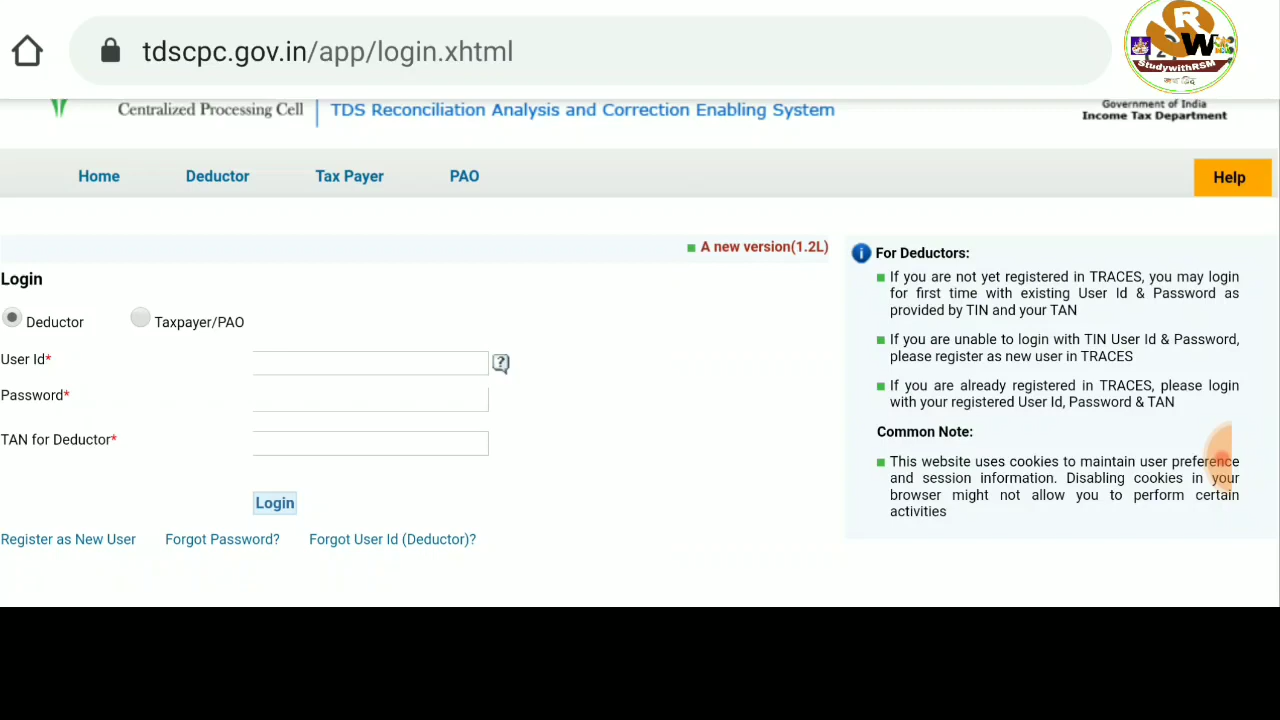 tdscpc.gov.in/app/login.xhtml
SRW
StudywithRSM
Centralized Processing Cell
TDS Reconciliation Analysis and Correction Enabling System
Government of India
Income Tax Department
Home
Deductor
Tax Payer
PAO
Help
A new version(1.2L)
Login
Deductor
Taxpayer/PAO
User Id*
Password*
TAN for Deductor*
Login
Register as New User
Forgot Password?
Forgot User Id (Deductor)?
For Deductors:
If you are not yet registered in TRACES, you may login
for first time with existing User Id & Password as
provided by TIN and your TAN
If you are unable to login with TIN User Id & Password,
please register as new user in TRACES
If you are already registered in TRACES, please login
with your registered User Id, Password & TAN
Common Note:
This website uses cookies to maintain user preference
and session information. Disabling cookies in your
browser might not allow you to perform certain
activities